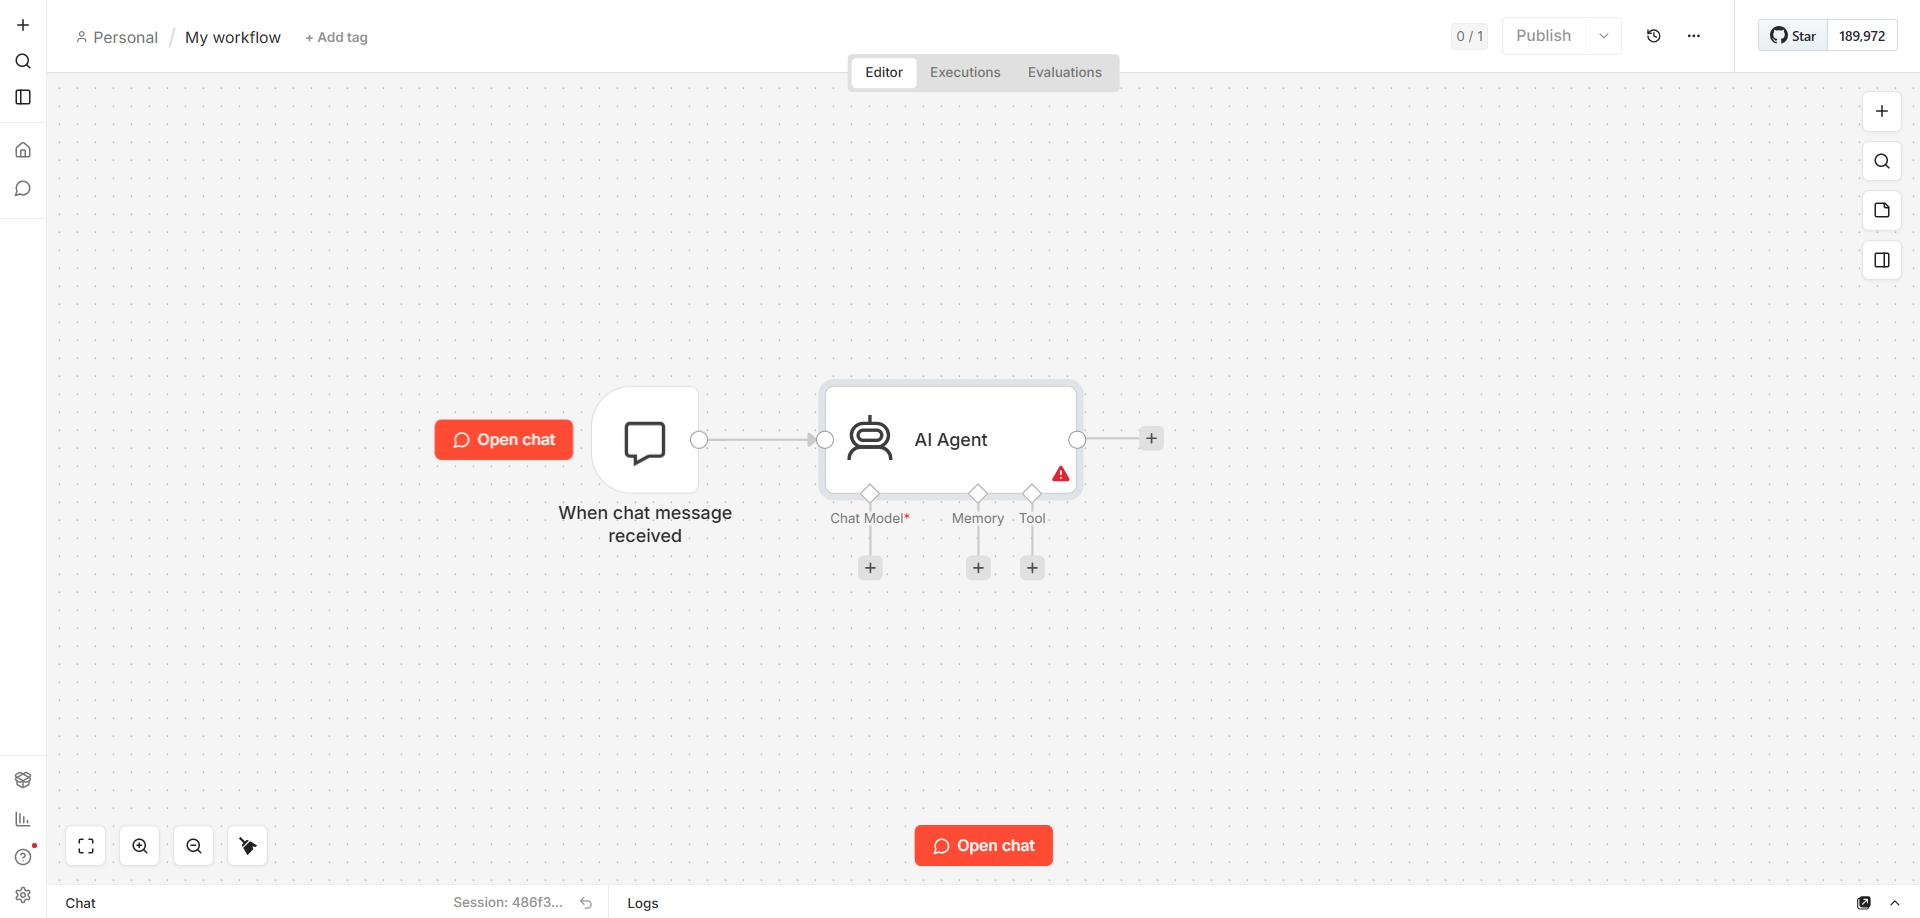 Personal / My workflow + Add tag
0 / 1 Publish
Star 189,972
Editor Executions Evaluations
Open chat
AI Agent
Chat Model* Memory Tool
When chat message
received
Open chat
Chat Session: 486f3... Logs